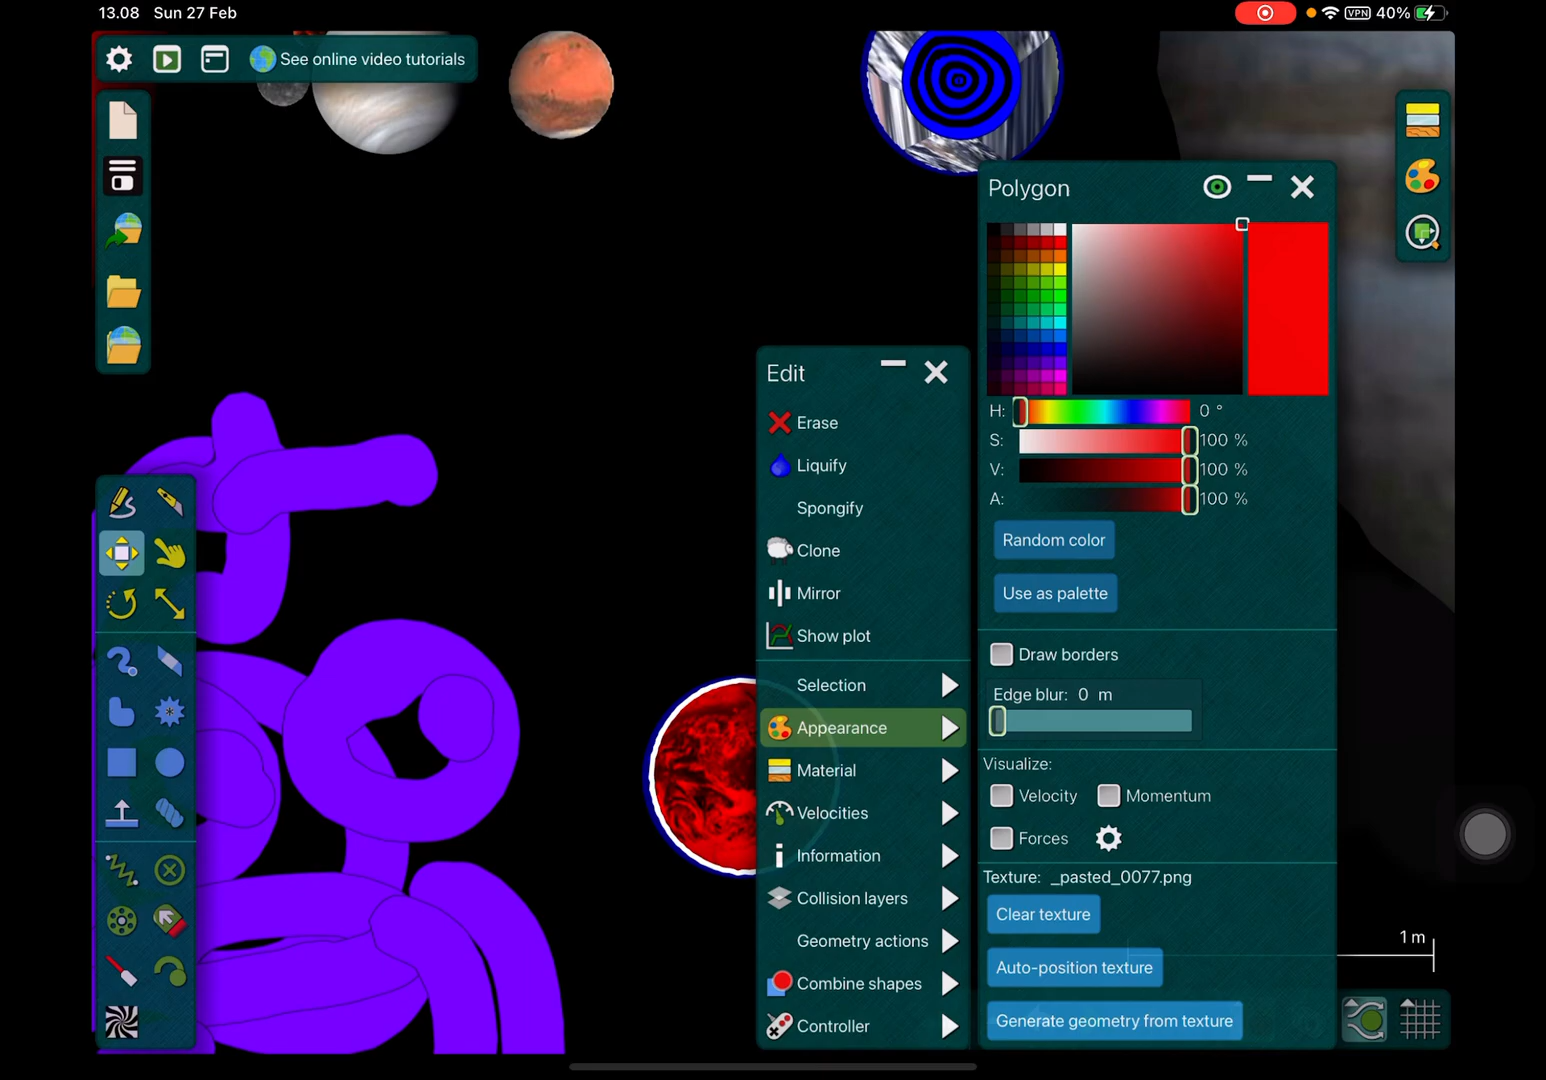 13.08 Sun 27 Feb
VPN 40%
See online video tutorials
Polygon
H: 0 °
S: 100 %
V: 100 %
A: 100 %
Random color
Use as palette
Draw borders
Edge blur: 0 m
Visualize:
Velocity Momentum
Forces
Texture: _pasted_0077.png
Clear texture
Auto-position texture
Generate geometry from texture
Edit
Erase
Liquify
Spongify
Clone
Mirror
Show plot
Selection
Appearance
Material
Velocities
Information
Collision layers
Geometry actions
Combine shapes
Controller
1 m